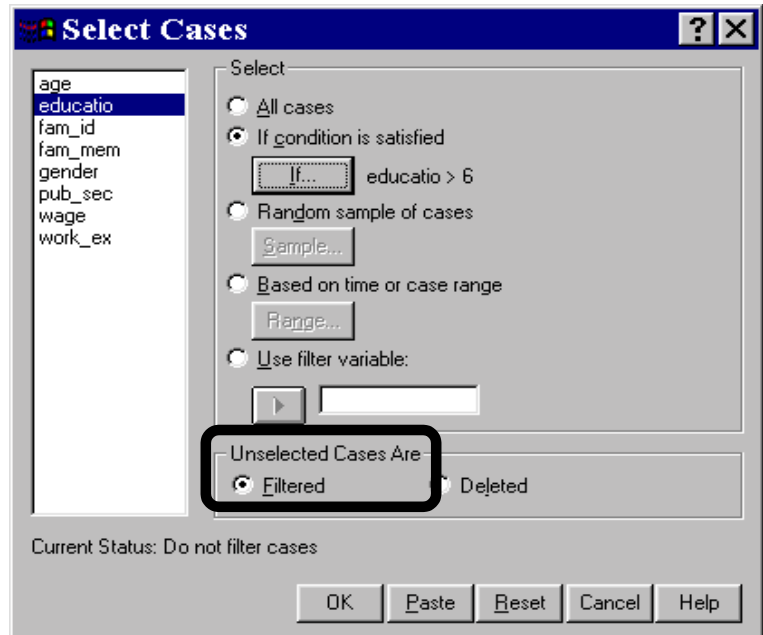 Select Cases
age
educatio
fam_id
fam_mem
gender
pub_sec
wage
work_ex
Select
All cases
If condition is satisfied
If... educatio > 6
Random sample of cases
Sample...
Based on time or case range
Range...
Use filter variable:
Unselected Cases Are
Filtered Deleted
Current Status: Do not filter cases
OK Paste Reset Cancel Help